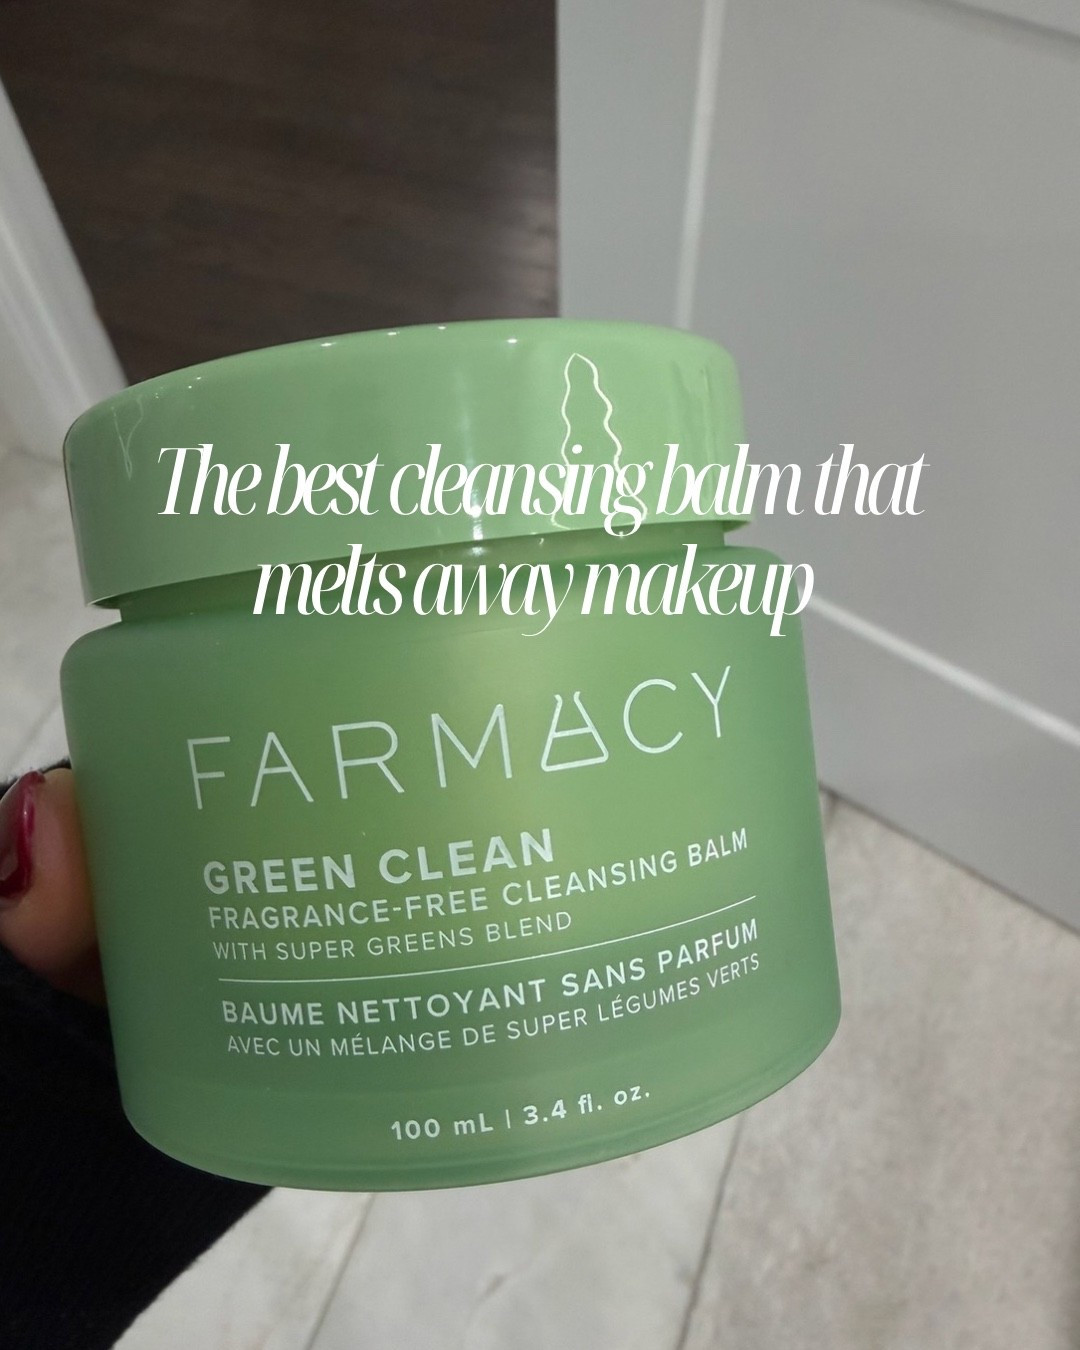 The best cleansing balm that
melts away makeup
FARMACY
GREEN CLEAN
FRAGRANCE-FREE CLEANSING BALM
WITH SUPER GREENS BLEND
BAUME NETTOYANT SANS PARFUM
AVEC UN MÉLANGE DE SUPER LÉGUMES VERTS
100 mL | 3.4 fl. oz.